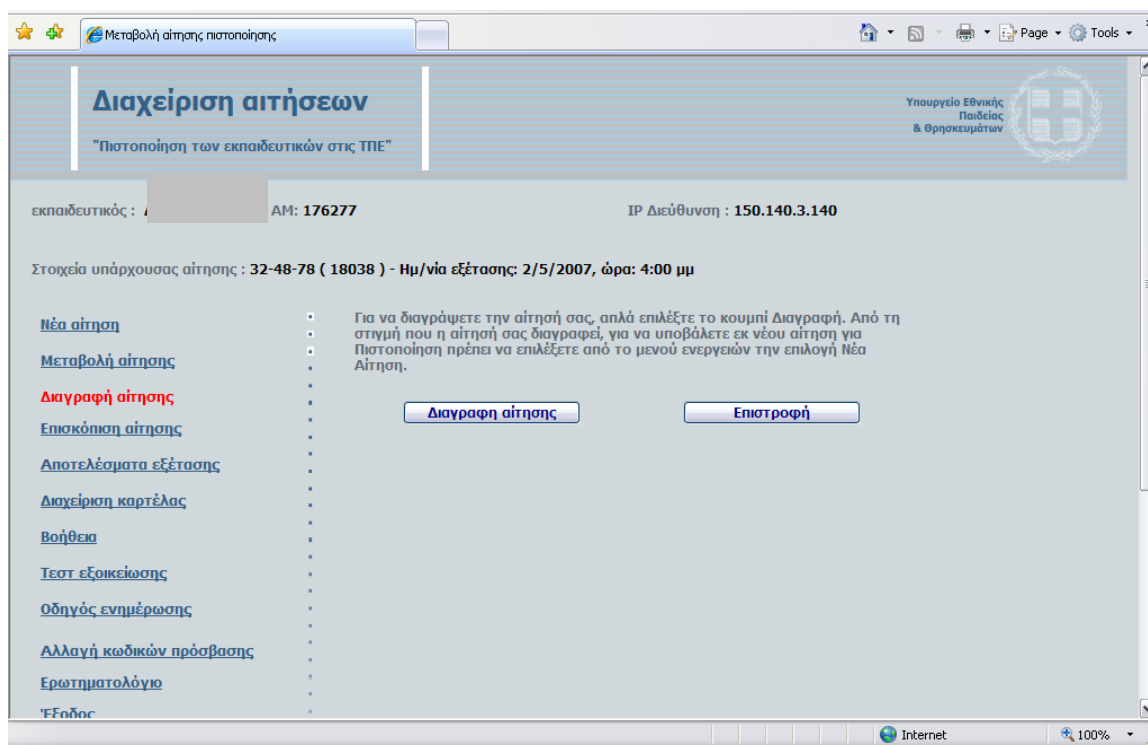 Μεταβολή αίτησης πιστοποίησης
Page
Tools
Διαχείριση αιτήσεων
"Πιστοποίηση των εκπαιδευτικών στις ΤΠΕ"
Υπουργείο Εθνικής
Παιδείας
& Θρησκευμάτων
εκπαιδευτικός : ΑΜ: 176277 IP Διεύθυνση : 150.140.3.140
Στοιχεία υπάρχουσας αίτησης : 32-48-78 ( 18038 ) - Ημ/νία εξέτασης: 2/5/2007, ώρα: 4:00 μμ
Νέα αίτηση
Μεταβολή αίτησης
Διαγραφή αίτησης
Επισκόπιση αίτησης
Αποτελέσματα εξέτασης
Διαχείριση καρτέλας
Βοήθεια
Τεστ εξοικείωσης
Οδηγός ενημέρωσης
Αλλαγή κωδικών πρόσβασης
Ερωτηματολόγιο
Έξοδος
Για να διαγράψετε την αίτησή σας, απλά επιλέξτε το κουμπί Διαγραφή. Από τη
στιγμή που η αίτησή σας διαγραφεί, για να υποβάλετε εκ νέου αίτηση για
Πιστοποίηση πρέπει να επιλέξετε από το μενού ενεργειών την επιλογή Νέα
Αίτηση.
Διαγραφη αίτησης Επιστροφή
Internet 100%